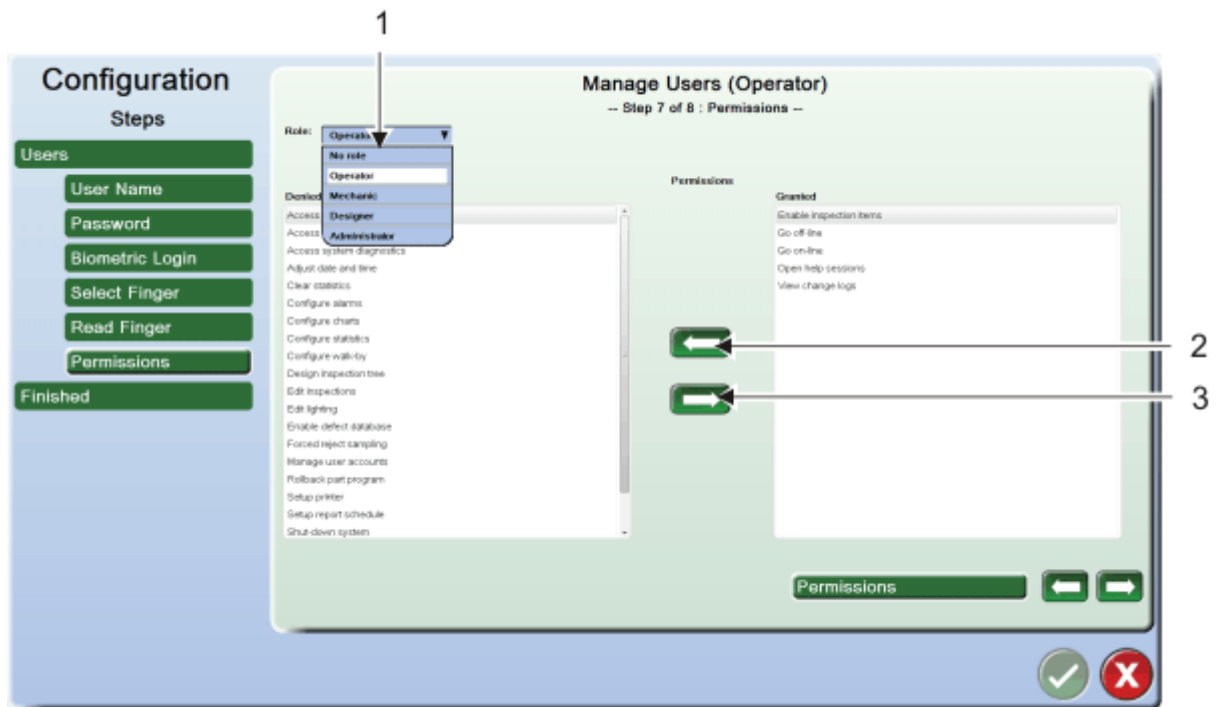 1
Configuration
Steps
Users
User Name
Password
Biometric Login
Select Finger
Read Finger
Permissions
Finished
Manage Users (Operator)
-- Step 7 of 8 : Permissions --
Role:
Operator
No role
Operator
Mechanic
Designer
Administrator
Permissions
Denied
Access
Access
Access system diagnostics
Adjust date and time
Clear statistics
Configure alarms
Configure charts
Configure statistics
Configure walk-by
Design inspection tree
Edit inspections
Edit lighting
Enable defect database
Forced reject sampling
Manage user accounts
Rollback part program
Setup printer
Setup report schedule
Shut-down system
Granted
Enable inspection items
Go off-line
Go on-line
Open help sessions
View change logs
2
3
Permissions
X